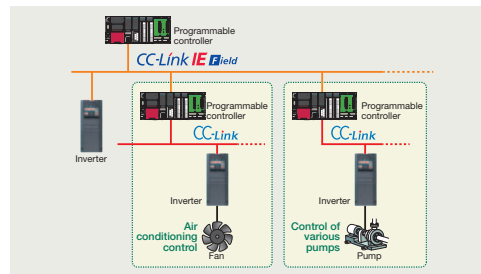 Programmable
controller
CC-Link IE Field
Programmable
controller
Programmable
controller
CC-Link
CC-Link
Inverter
Inverter
Inverter
Air
conditioning
control
Fan
Control of
various
pumps
Pump